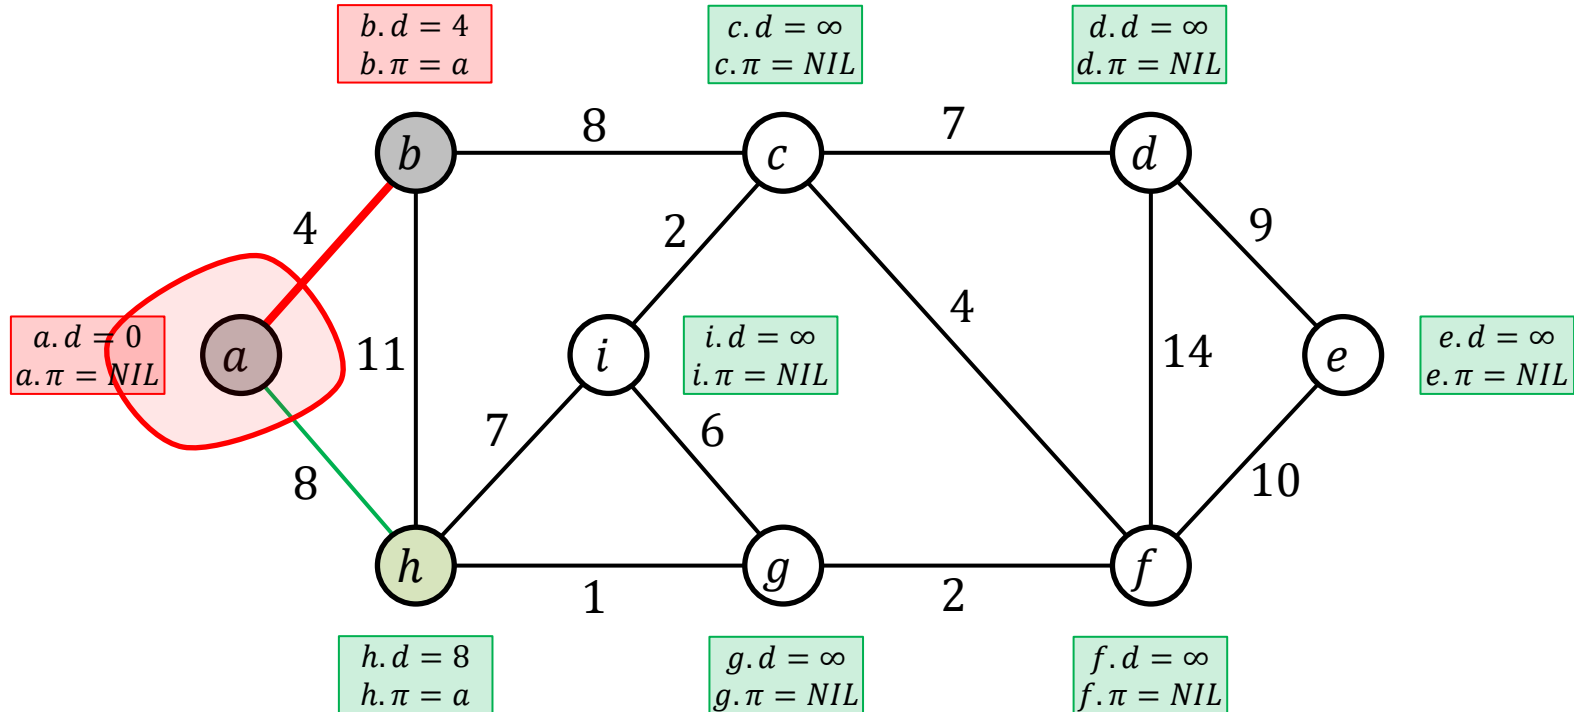 b.d = 4
b.π = a
c.d = ∞
c.π = NIL
d.d = ∞
d.π = NIL
8
7
b
c
d
4
2
9
a.d = 0
a.π = NIL
a
11
i
i.d = ∞
i.π = NIL
4
14
e
e.d = ∞
e.π = NIL
7
6
8
10
h
g
f
1
2
h.d = 8
h.π = a
g.d = ∞
g.π = NIL
f.d = ∞
f.π = NIL